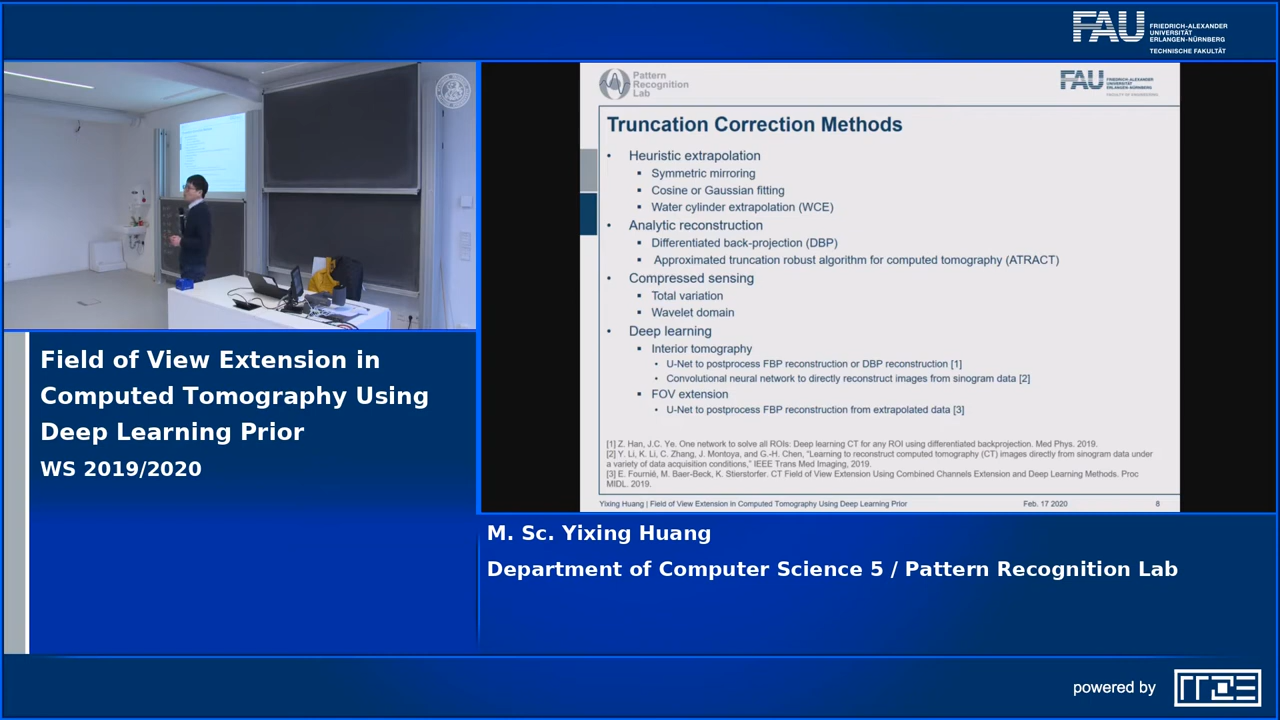 FAU
FRIEDRICH-ALEXANDER
UNIVERSITÄT
ERLANGEN-NÜRNBERG
TECHNISCHE FAKULTÄT
Pattern
Recognition
Lab
FAU
FRIEDRICH-ALEXANDER
UNIVERSITÄT
ERLANGEN-NÜRNBERG
FACULTY OF ENGINEERING
Truncation Correction Methods
• Heuristic extrapolation
▪ Symmetric mirroring
▪ Cosine or Gaussian fitting
▪ Water cylinder extrapolation (WCE)
• Analytic reconstruction
▪ Differentiated back-projection (DBP)
▪ Approximated truncation robust algorithm for computed tomography (ATRACT)
• Compressed sensing
▪ Total variation
▪ Wavelet domain
• Deep learning
▪ Interior tomography
• U-Net to postprocess FBP reconstruction or DBP reconstruction [1]
• Convolutional neural network to directly reconstruct images from sinogram data [2]
▪ FOV extension
• U-Net to postprocess FBP reconstruction from extrapolated data [3]
[1] Z. Han, J.C. Ye. One network to solve all ROIs: Deep learning CT for any ROI using differentiated backprojection. Med Phys. 2019.
[2] Y. Li, K. Li, C. Zhang, J. Montoya, and G.-H. Chen, "Learning to reconstruct computed tomography (CT) images directly from sinogram data under
a variety of data acquisition conditions," IEEE Trans Med Imaging, 2019.
[3] E. Fournié, M. Baer-Beck, K. Stierstorfer. CT Field of View Extension Using Combined Channels Extension and Deep Learning Methods. Proc
MIDL. 2019.
Yixing Huang | Field of View Extension in Computed Tomography Using Deep Learning Prior
Feb. 17 2020
8
Field of View Extension in
Computed Tomography Using
Deep Learning Prior
WS 2019/2020
M. Sc. Yixing Huang
Department of Computer Science 5 / Pattern Recognition Lab
powered by